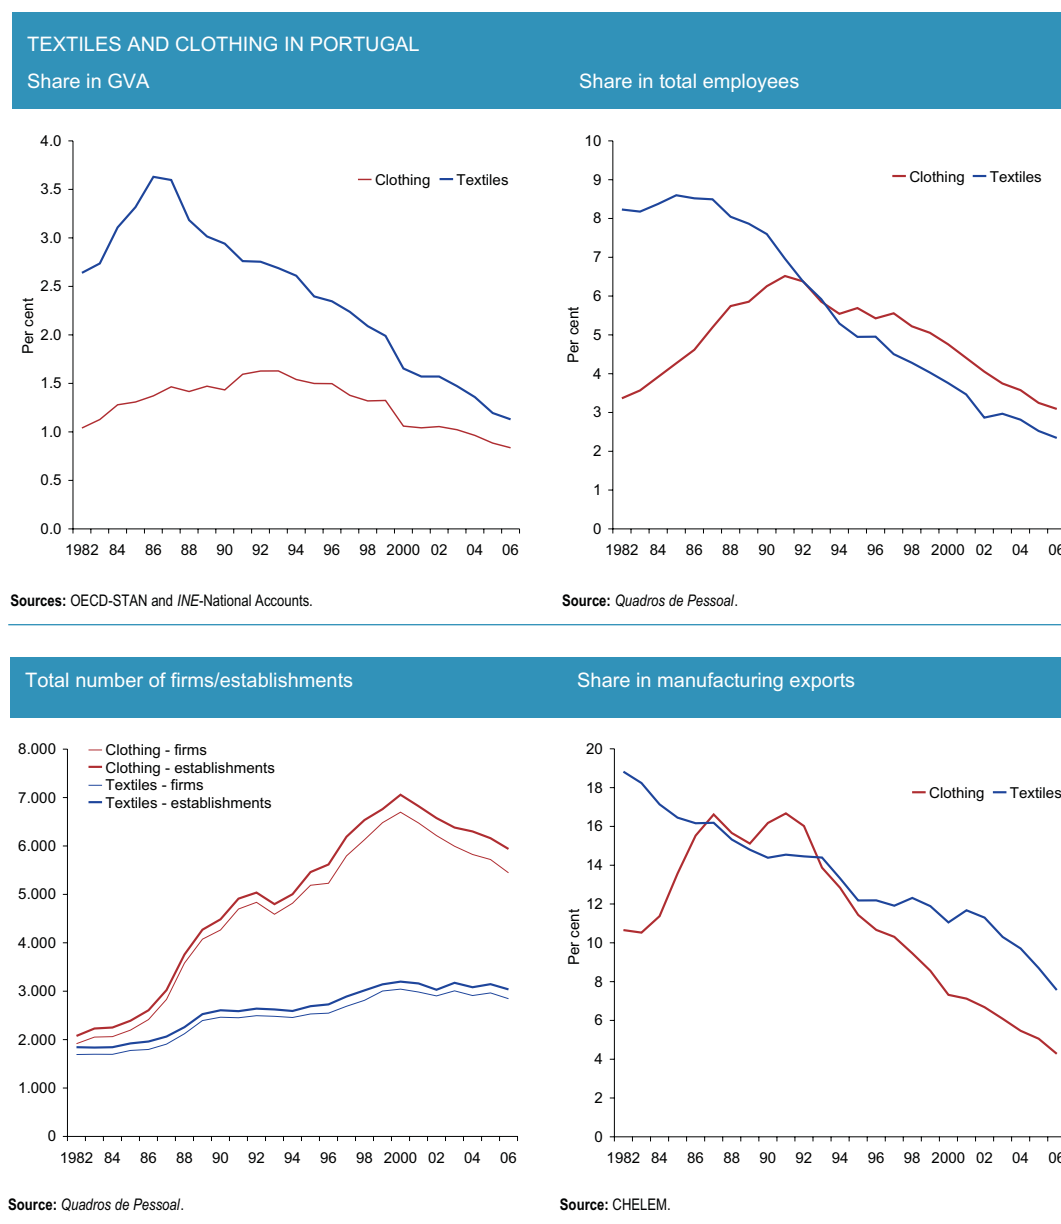 TEXTILES AND CLOTHING IN PORTUGAL
Share in GVA
Share in total employees
4.0
3.5
3.0
2.5
2.0
1.5
1.0
0.5
0.0
Per cent
Clothing
Textiles
1982 84 86 88 90 92 94 96 98 2000 02 04 06
10
9
8
7
6
5
4
3
2
1
0
Per cent
Clothing
Textiles
1982 84 86 88 90 92 94 96 98 2000 02 04 06
Sources: OECD-STAN and INE-National Accounts.
Source: Quadros de Pessoal.
Total number of firms/establishments
Share in manufacturing exports
8.000
7.000
6.000
5.000
4.000
3.000
2.000
1.000
0
Clothing - firms
Clothing - establishments
Textiles - firms
Textiles - establishments
1982 84 86 88 90 92 94 96 98 2000 02 04 06
20
18
16
14
12
10
8
6
4
2
0
Per cent
Clothing
Textiles
1982 84 86 88 90 92 94 96 98 2000 02 04 06
Source: Quadros de Pessoal.
Source: CHELEM.